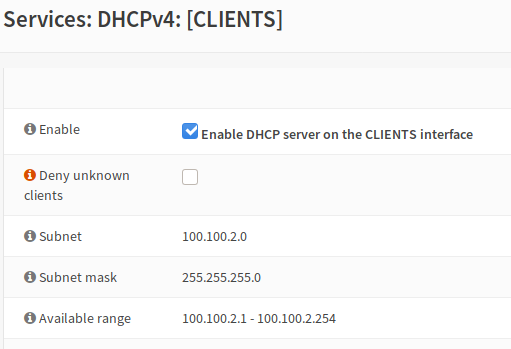 Services: DHCPv4: [CLIENTS]
Enable
Enable DHCP server on the CLIENTS interface
Deny unknown
clients
Subnet
100.100.2.0
Subnet mask
255.255.255.0
Available range
100.100.2.1 - 100.100.2.254